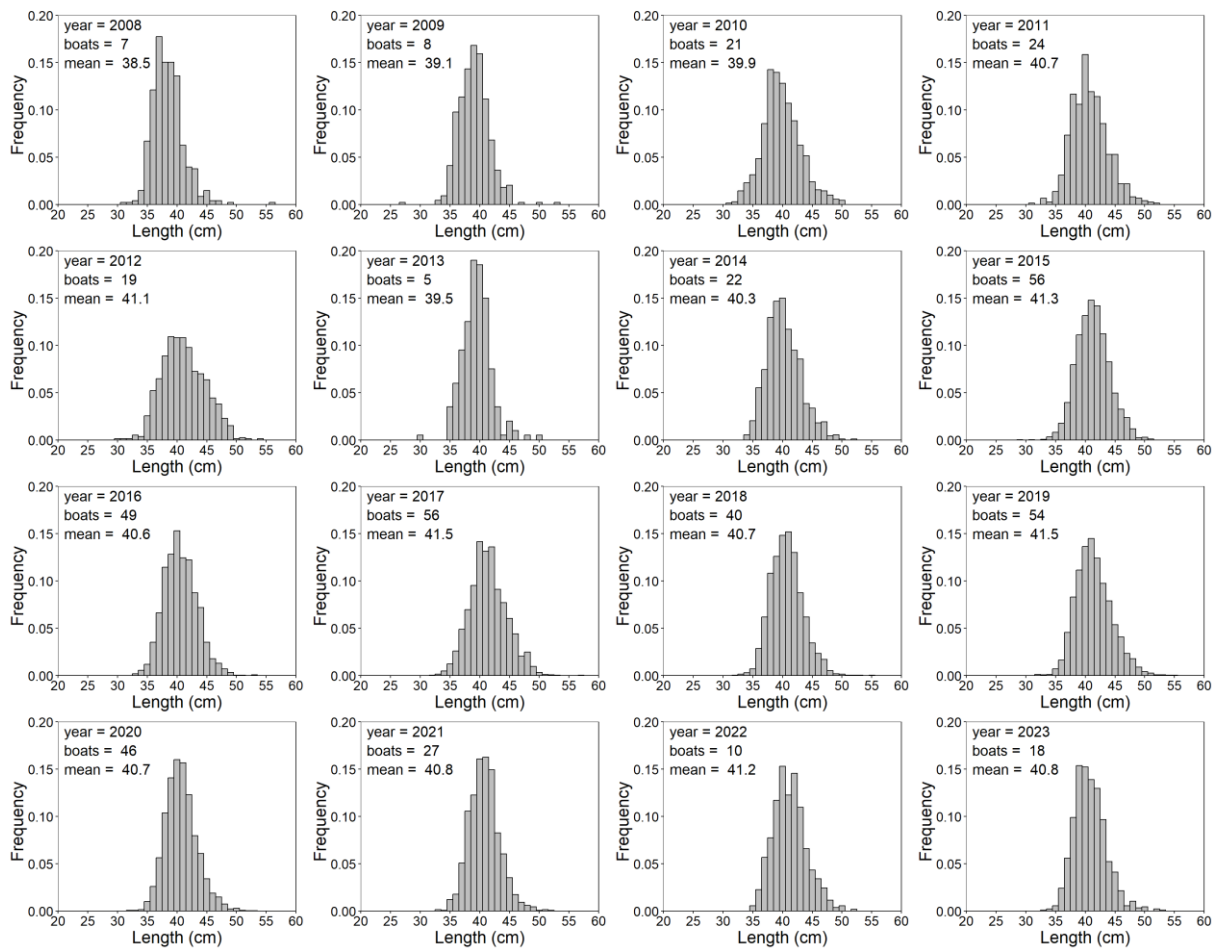 year = 2008
boats = 7
mean = 38.5
Frequency
0.20
0.15
0.10
0.05
0.00
20 25 30 35 40 45 50 55 60
Length (cm)
year = 2009
boats = 8
mean = 39.1
Frequency
0.20
0.15
0.10
0.05
0.00
20 25 30 35 40 45 50 55 60
Length (cm)
year = 2010
boats = 21
mean = 39.9
Frequency
0.20
0.15
0.10
0.05
0.00
20 25 30 35 40 45 50 55 60
Length (cm)
year = 2011
boats = 24
mean = 40.7
Frequency
0.20
0.15
0.10
0.05
0.00
20 25 30 35 40 45 50 55 60
Length (cm)
year = 2012
boats = 19
mean = 41.1
Frequency
0.20
0.15
0.10
0.05
0.00
20 25 30 35 40 45 50 55 60
Length (cm)
year = 2013
boats = 5
mean = 39.5
Frequency
0.20
0.15
0.10
0.05
0.00
20 25 30 35 40 45 50 55 60
Length (cm)
year = 2014
boats = 22
mean = 40.3
Frequency
0.20
0.15
0.10
0.05
0.00
20 25 30 35 40 45 50 55 60
Length (cm)
year = 2015
boats = 56
mean = 41.3
Frequency
0.20
0.15
0.10
0.05
0.00
20 25 30 35 40 45 50 55 60
Length (cm)
year = 2016
boats = 49
mean = 40.6
Frequency
0.20
0.15
0.10
0.05
0.00
20 25 30 35 40 45 50 55 60
Length (cm)
year = 2017
boats = 56
mean = 41.5
Frequency
0.20
0.15
0.10
0.05
0.00
20 25 30 35 40 45 50 55 60
Length (cm)
year = 2018
boats = 40
mean = 40.7
Frequency
0.20
0.15
0.10
0.05
0.00
20 25 30 35 40 45 50 55 60
Length (cm)
year = 2019
boats = 54
mean = 41.5
Frequency
0.20
0.15
0.10
0.05
0.00
20 25 30 35 40 45 50 55 60
Length (cm)
year = 2020
boats = 46
mean = 40.7
Frequency
0.20
0.15
0.10
0.05
0.00
20 25 30 35 40 45 50 55 60
Length (cm)
year = 2021
boats = 27
mean = 40.8
Frequency
0.20
0.15
0.10
0.05
0.00
20 25 30 35 40 45 50 55 60
Length (cm)
year = 2022
boats = 10
mean = 41.2
Frequency
0.20
0.15
0.10
0.05
0.00
20 25 30 35 40 45 50 55 60
Length (cm)
year = 2023
boats = 18
mean = 40.8
Frequency
0.20
0.15
0.10
0.05
0.00
20 25 30 35 40 45 50 55 60
Length (cm)